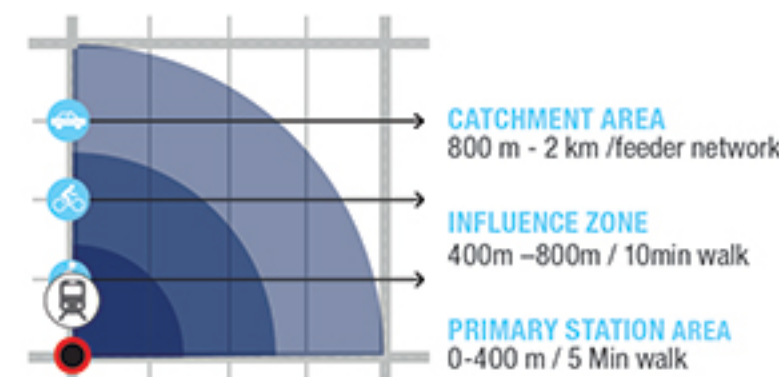 CATCHMENT AREA
800 m - 2 km /feeder network
INFLUENCE ZONE
400m –800m / 10min walk
PRIMARY STATION AREA
0-400 m / 5 Min walk